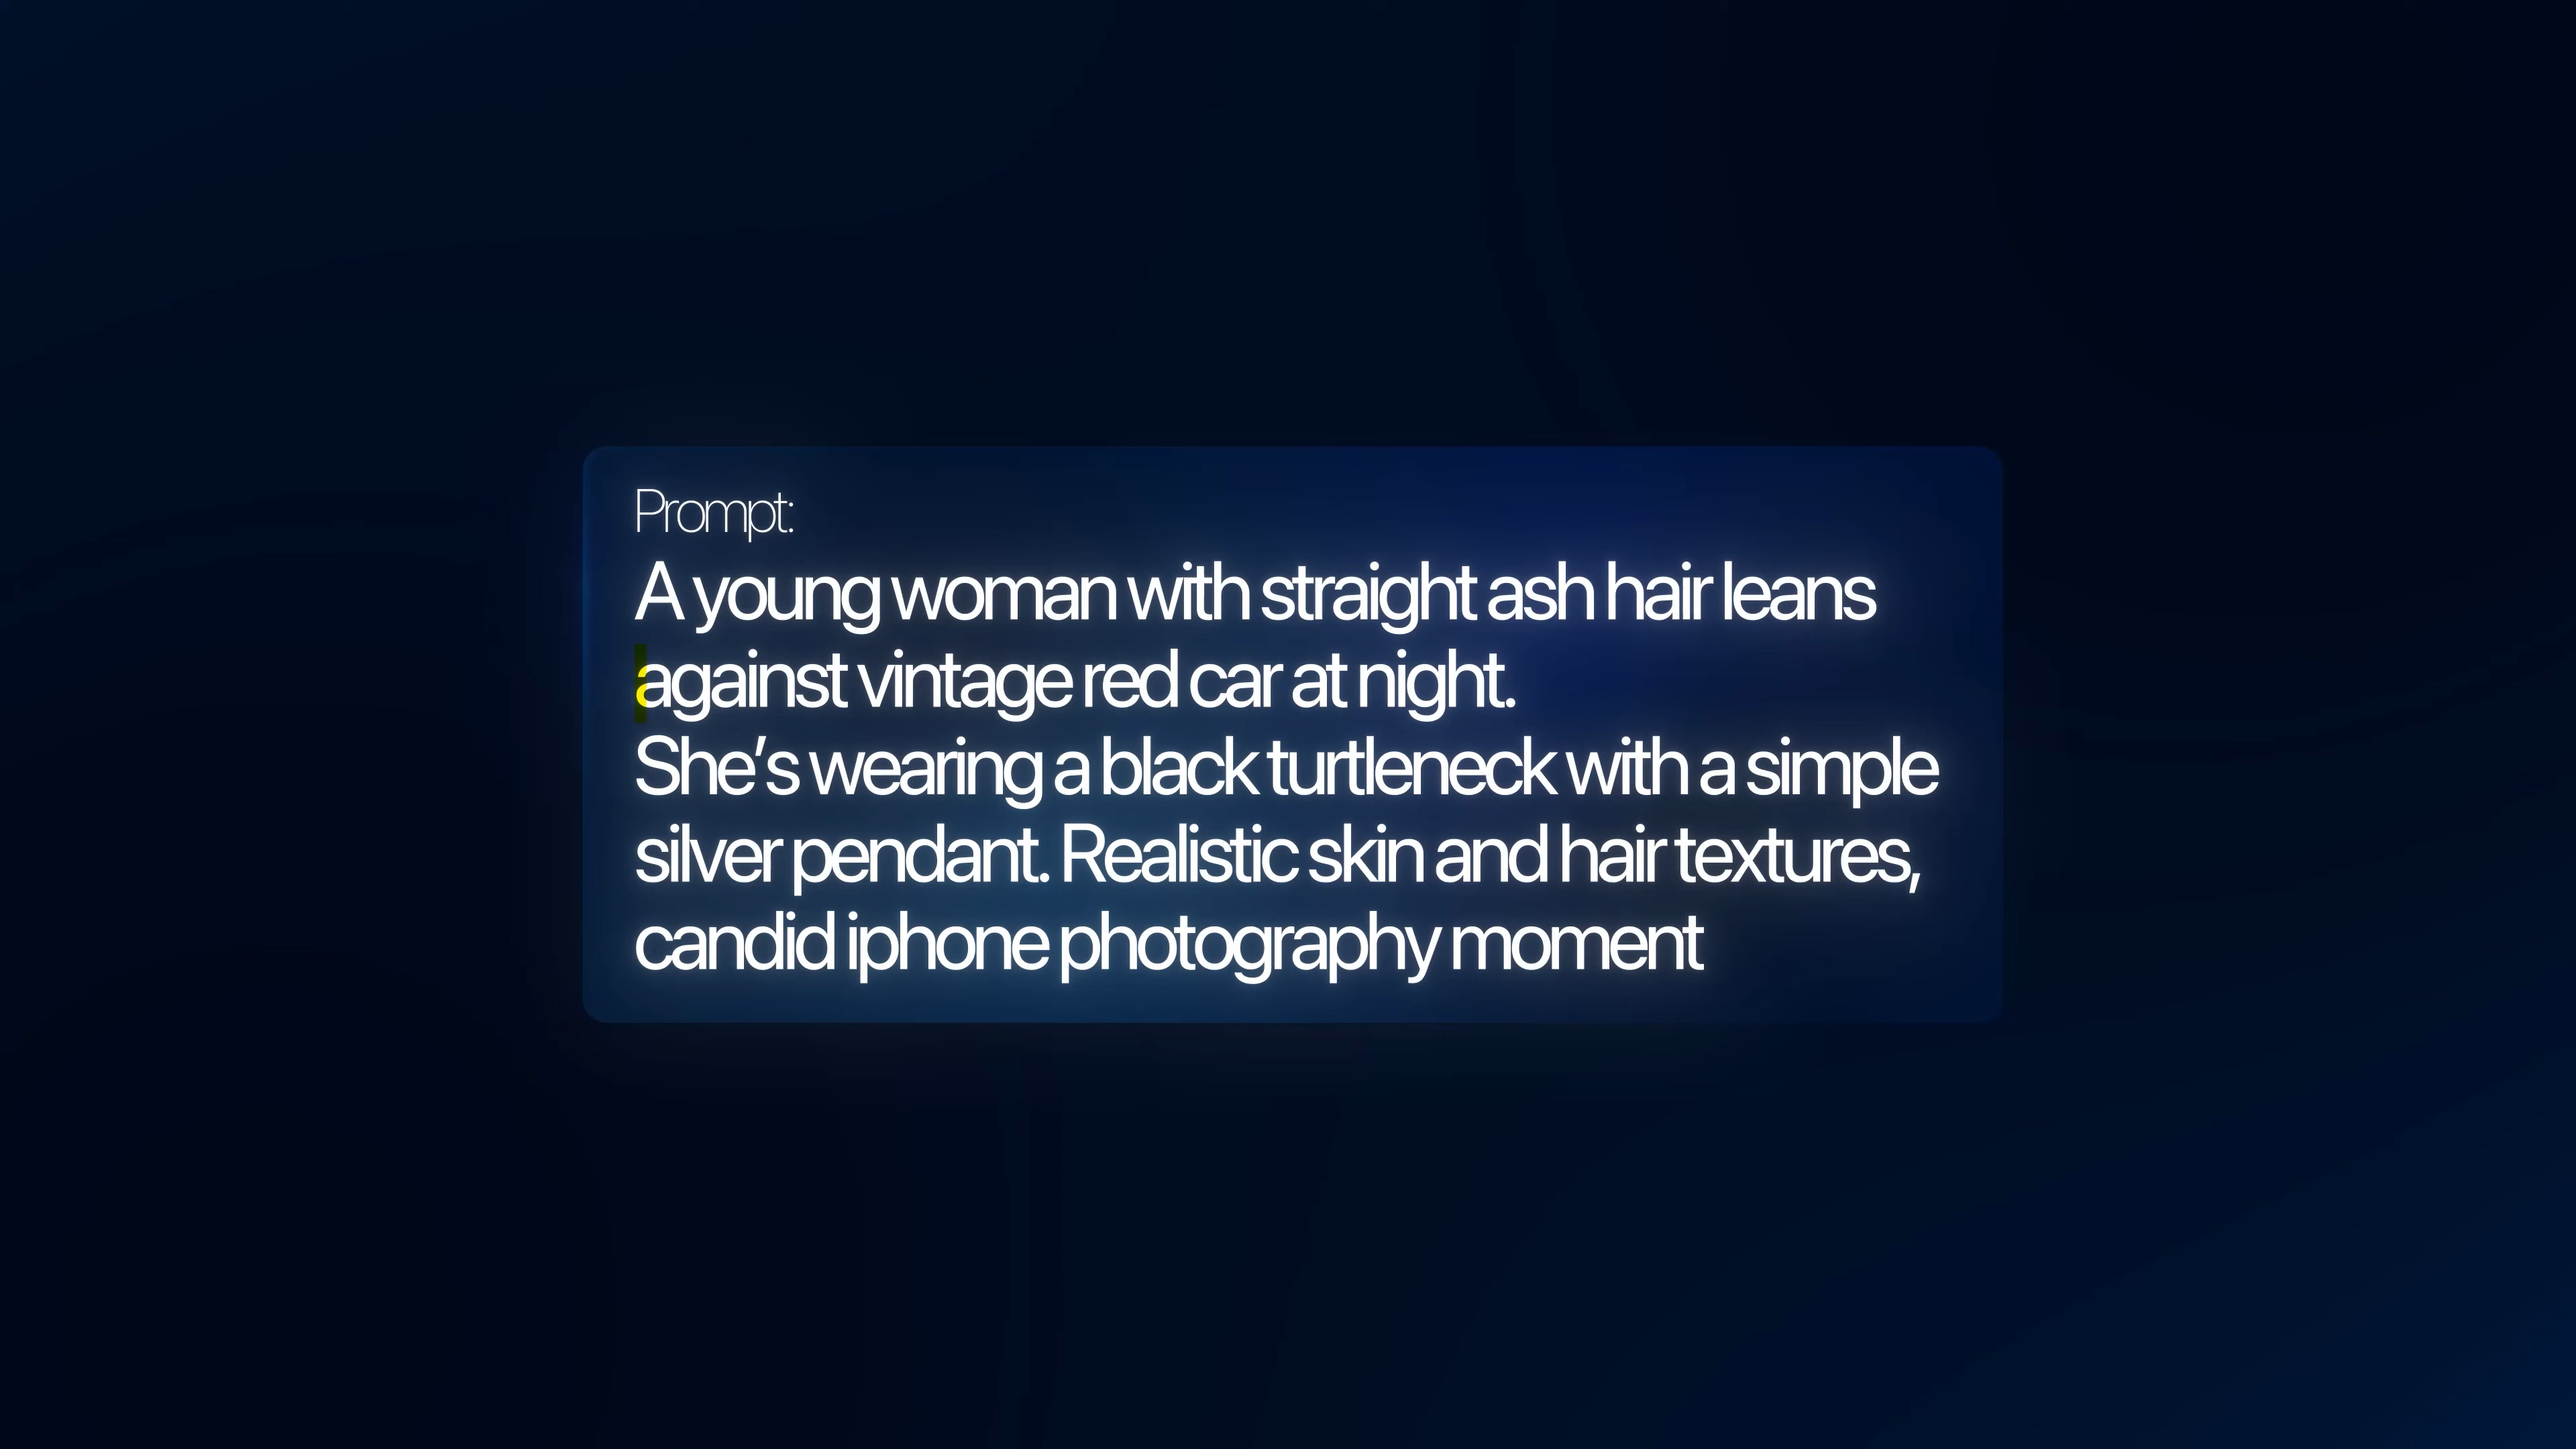 Prompt:
A young woman with straight ash hair leans
against vintage red car at night.
She’s wearing a black turtleneck with a simple
silver pendant. Realistic skin and hair textures,
candid iphone photography moment